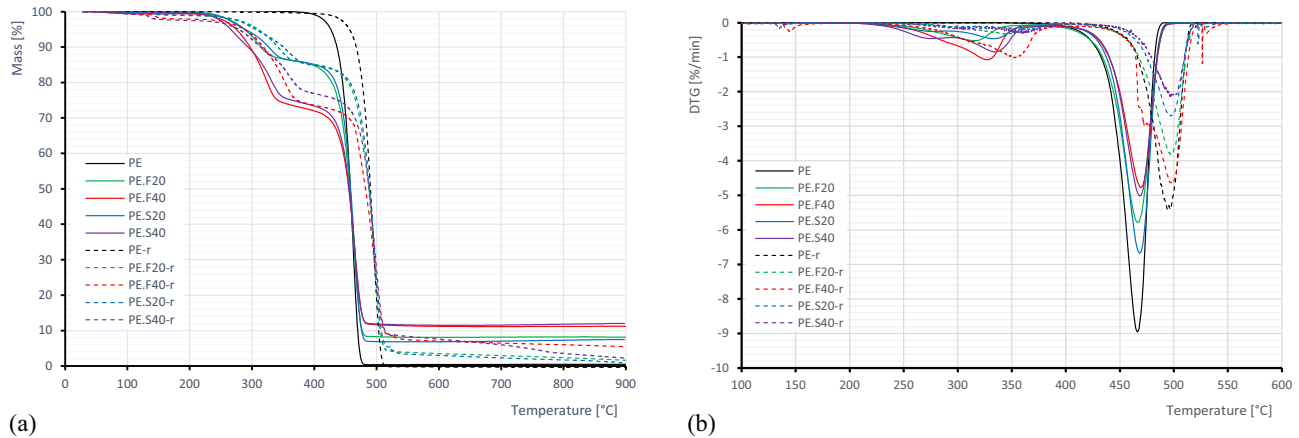 Mass [%]
100
90
80
70
60
50
40
30
20
10
0
PE
PE.F20
PE.F40
PE.S20
PE.S40
PE-r
PE.F20-r
PE.F40-r
PE.S20-r
PE.S40-r
0 100 200 300 400 500 600 700 800 900
Temperature [°C]
(a)
DTG [%/min]
0
-1
-2
-3
-4
-5
-6
-7
-8
-9
-10
PE
PE.F20
PE.F40
PE.S20
PE.S40
PE-r
PE.F20-r
PE.F40-r
PE.S20-r
PE.S40-r
100 150 200 250 300 350 400 450 500 550 600
Temperature [°C]
(b)